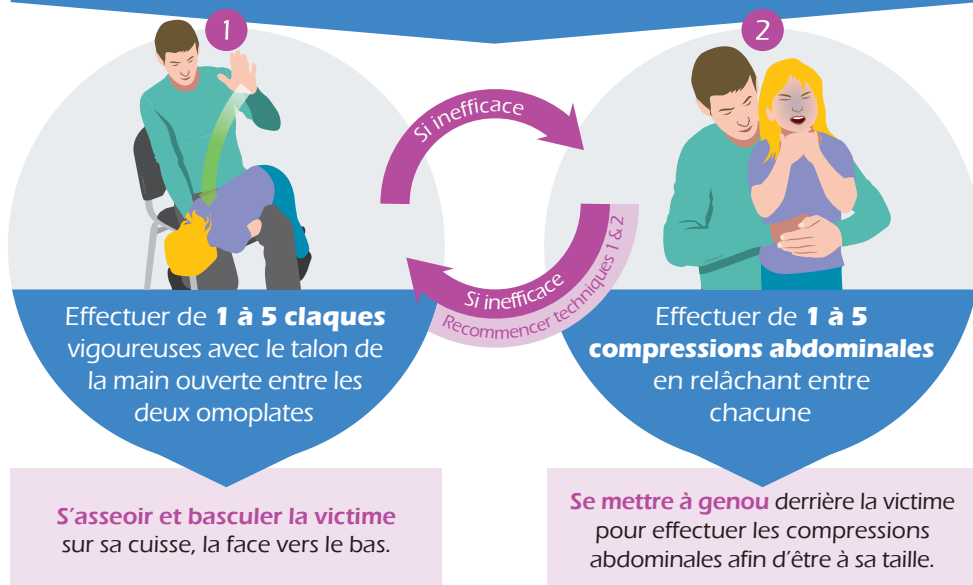 1
2
Si inefficace
Si inefficace
Recommencer techniques 1 & 2
Effectuer de 1 à 5 claques
vigoureuses avec le talon de
la main ouverte entre les
deux omoplates
Effectuer de 1 à 5
compressions abdominales
en relâchant entre
chacune
S'asseoir et basculer la victime
sur sa cuisse, la face vers le bas.
Se mettre à genou derrière la victime
pour effectuer les compressions
abdominales afin d'être à sa taille.